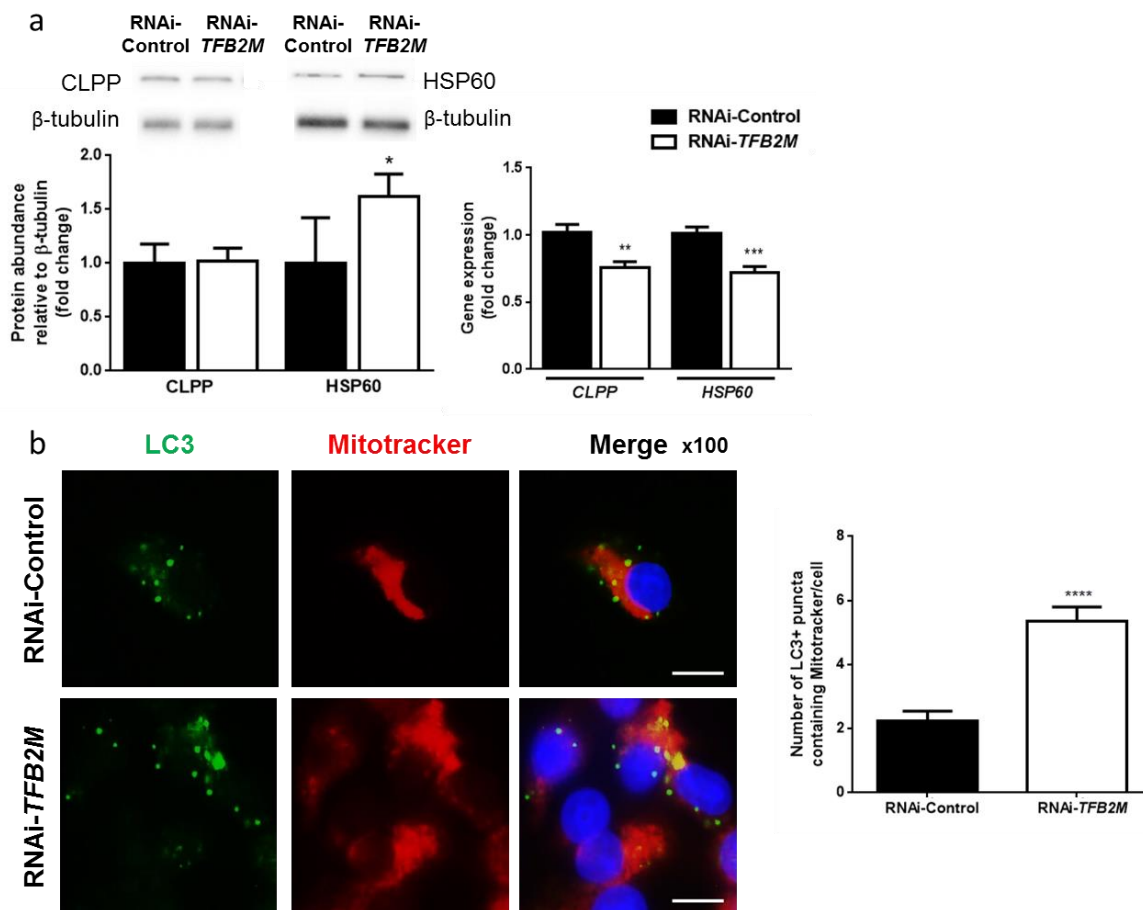 a
RNAi- RNAi- RNAi- RNAi-
Control TFB2M Control TFB2M
CLPP HSP60
β-tubulin β-tubulin
RNAi-Control
RNAi-TFB2M
Protein abundance
relative to β-tubulin
(fold change)
2.0
1.5
1.0
0.5
0.0
*
CLPP HSP60
Gene expression
(fold change)
1.5
1.0
0.5
0.0
**
***
CLPP HSP60
b
LC3 Mitotracker Merge x100
RNAi-Control
RNAi-TFB2M
Number of LC3+ puncta
containing Mitotracker/cell
8
6
4
2
0
****
RNAi-Control RNAi-TFB2M